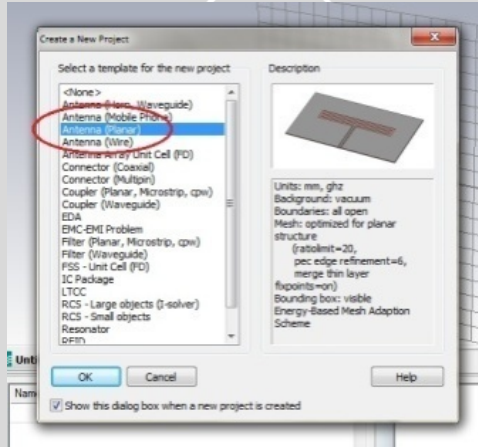 Create a New Project
Select a template for the new project
<None>
Antenna (Horn, Waveguide)
Antenna (Mobile Phone)
Antenna (Planar)
Antenna (Wire)
Antenna Array Unit Cell (FD)
Connector (Coaxial)
Connector (Multipin)
Coupler (Planar, Microstrip, cpw)
Coupler (Waveguide)
EDA
EMC-EMI Problem
Filter (Planar, Microstrip, cpw)
Filter (Waveguide)
FSS - Unit Cell (FD)
IC Package
LTCC
RCS - Large objects (I-solver)
RCS - Small objects
Resonator
RFID
Description
Units: mm, ghz
Background: vacuum
Boundaries: all open
Mesh: optimized for planar
structure
(ratiolimit=20,
pec edge refinement=6,
merge thin layer
fixpoints=on)
Bounding box: visible
Energy-Based Mesh Adaption
Scheme
Unti
OK
Cancel
Help
Nam
Show this dialog box when a new project is created